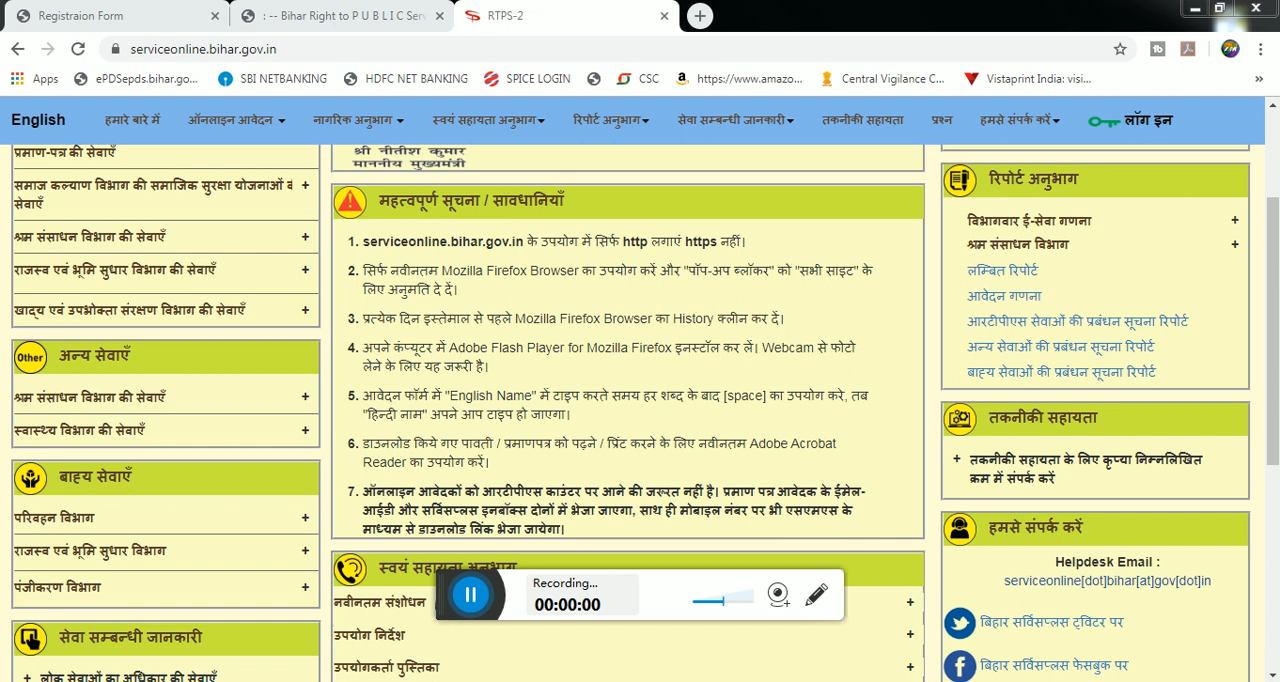 Registraion Form
: -- Bihar Right to P U B L I C Serv
RTPS-2
serviceonline.bihar.gov.in
Apps
ePDSepds.bihar.go...
SBI NETBANKING
HDFC NET BANKING
SPICE LOGIN
CSC
https://www.amazo...
Central Vigilance C...
Vistaprint India: visi...
English
हमारे बारे में
ऑनलाइन आवेदन
नागरिक अनुभाग
स्वयं सहायता अनुभाग
रिपोर्ट अनुभाग
सेवा सम्बन्धी जानकारी
तकनीकी सहायता
प्रश्न
हमसे संपर्क करें
लॉग इन
प्रमाण-पत्र की सेवाएँ
समाज कल्याण विभाग की समाजिक सुरक्षा योजनाओं
सेवाएँ
श्रम संसाधन विभाग की सेवाएँ
राजस्व एवं भूमि सुधार विभाग की सेवाएँ
खाद्य एवं उपभोक्ता संरक्षण विभाग की सेवाएँ
Other अन्य सेवाएँ
श्रम संसाधन विभाग की सेवाएँ
स्वास्थ्य विभाग की सेवाएँ
बाह्य सेवाएँ
परिवहन विभाग
राजस्व एवं भूमि सुधार विभाग
पंजीकरण विभाग
सेवा सम्बन्धी जानकारी
लोक सेवाओं का अधिकार की सेवाएँ
श्री नीतीश कुमार
माननीय मुख्यमंत्री
महत्वपूर्ण सूचना / सावधानियाँ
1. serviceonline.bihar.gov.in के उपयोग में सिर्फ http लगाएं https नहीं।
2. सिर्फ नवीनतम Mozilla Firefox Browser का उपयोग करें और "पॉप-अप ब्लॉकर" को "सभी साइट" के
लिए अनुमति दे दें।
3. प्रत्येक दिन इस्तेमाल से पहले Mozilla Firefox Browser का History क्लीन कर दें।
4. अपने कंप्यूटर में Adobe Flash Player for Mozilla Firefox इनस्टॉल कर लें। Webcam से फोटो
लेने के लिए यह जरूरी है।
5. आवेदन फॉर्म में "English Name" में टाइप करते समय हर शब्द के बाद [space] का उपयोग करे, तब
"हिन्दी नाम" अपने आप टाइप हो जाएगा।
6. डाउनलोड किये गए पावती / प्रमाणपत्र को पढ़ने / प्रिंट करने के लिए नवीनतम Adobe Acrobat
Reader का उपयोग करें।
7. ऑनलाइन आवेदकों को आरटीपीएस काउंटर पर आने की जरुरत नहीं है। प्रमाण पत्र आवेदक के ईमेल-
आईडी और सर्विसप्लस इनबॉक्स दोनों में भेजा जाएगा, साथ ही मोबाइल नंबर पर भी एसएमएस के
माध्यम से डाउनलोड लिंक भेजा जायेगा।
स्वयं सहायता अनुभाग
नवीनतम संशोधन
उपयोग निर्देश
उपयोगकर्ता पुस्तिका
Recording...
00:00:00
रिपोर्ट अनुभाग
विभागवार ई-सेवा गणना
श्रम संसाधन विभाग
लम्बित रिपोर्ट
आवेदन गणना
आरटीपीएस सेवाओं की प्रबंधन सूचना रिपोर्ट
अन्य सेवाओं की प्रबंधन सूचना रिपोर्ट
बाह्य सेवाओं की प्रबंधन सूचना रिपोर्ट
तकनीकी सहायता
तकनीकी सहायता के लिए कृप्या निम्नलिखित
क्रम में संपर्क करें
हमसे संपर्क करें
Helpdesk Email :
serviceonline[dot]bihar[at]gov[dot]in
बिहार सर्विसप्लस ट्विटर पर
बिहार सर्विसप्लस फेसबुक पर